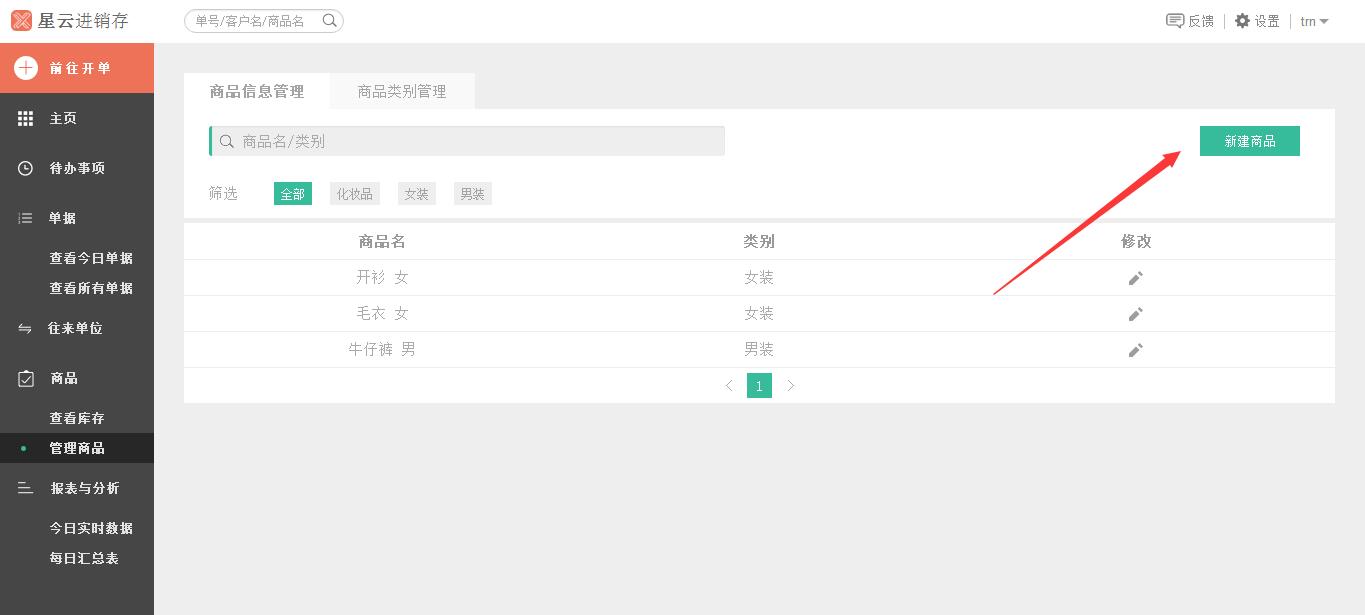 星云进销存
单号/客户名/商品名
反馈
设置
trn
前往开单
主页
待办事项
单据
查看今日单据
查看所有单据
往来单位
商品
查看库存
管理商品
报表与分析
今日实时数据
每日汇总表
商品信息管理 商品类别管理
商品名/类别
新建商品
筛选 全部 化妆品 女装 男装
商品名 类别 修改
开衫 女 女装
毛衣 女 女装
牛仔裤 男 男装
1